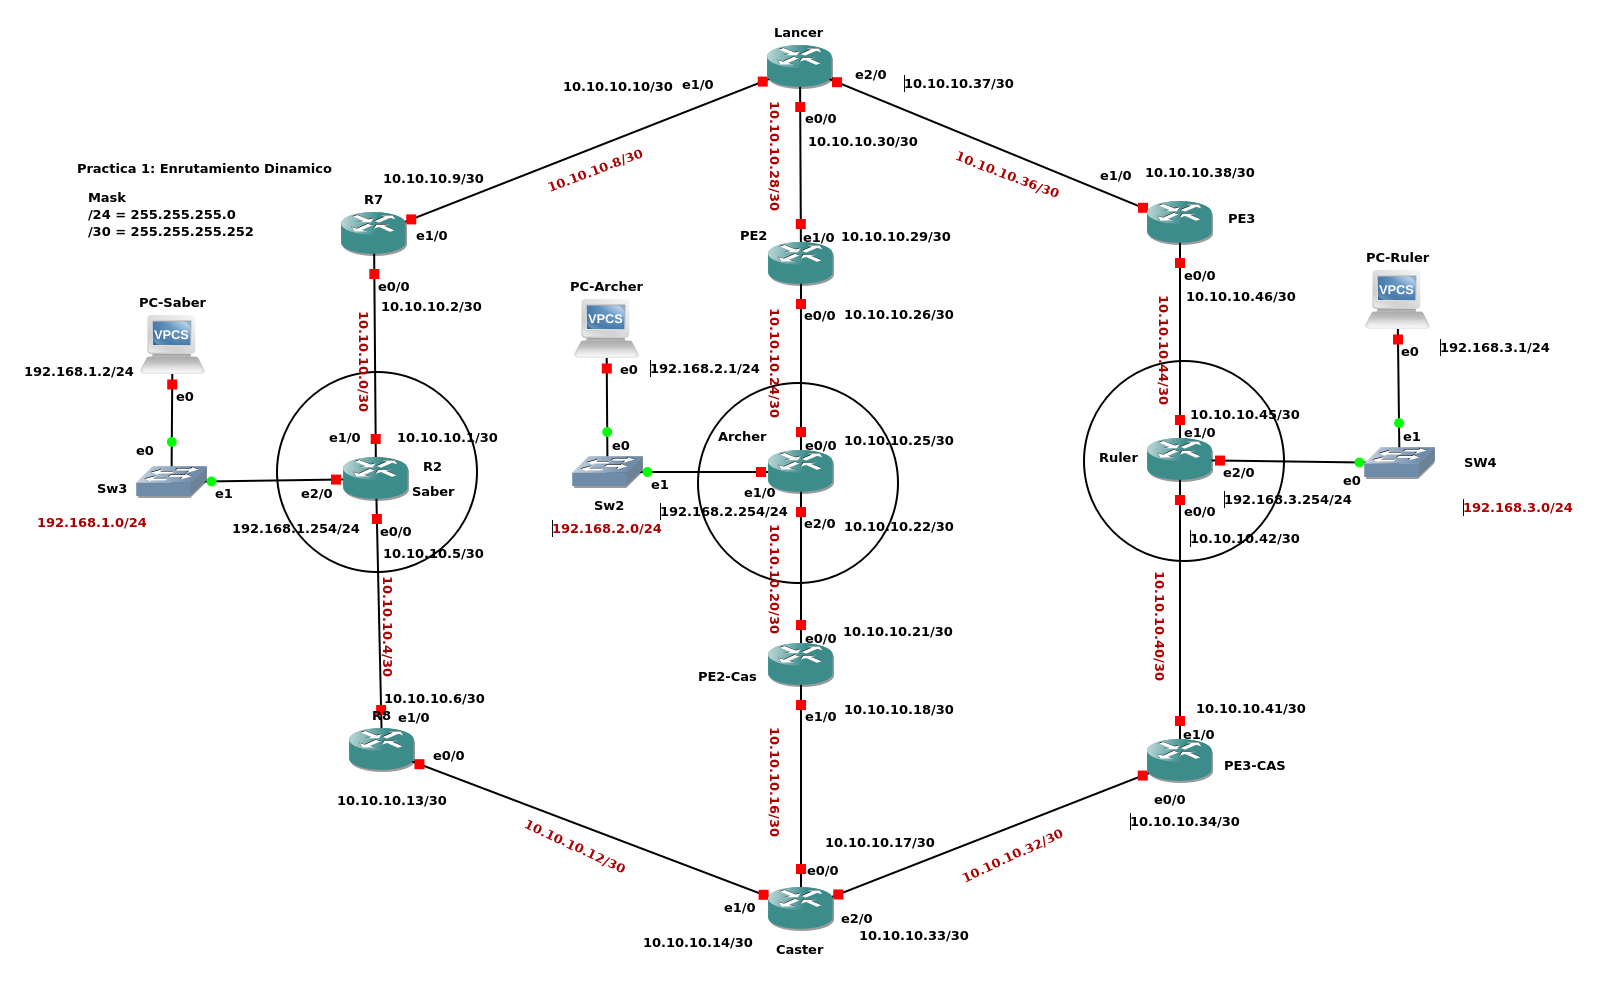 Lancer
e2/0
10.10.10.37/30
10.10.10.10/30
e1/0
e0/0
10.10.10.30/30
10.10.10.28/30
10.10.10.8/30
10.10.10.36/30
Practica 1: Enrutamiento Dinamico
Mask
/24 = 255.255.255.0
/30 = 255.255.255.252
10.10.10.9/30
R7
e1/0
e0/0
10.10.10.2/30
10.10.10.0/30
e1/0
10.10.10.38/30
PE3
e0/0
10.10.10.46/30
10.10.10.44/30
PE2
e1/0
10.10.10.29/30
e0/0
10.10.10.26/30
10.10.10.24/30
PC-Saber
VPCS
192.168.1.2/24
e0
e0
Sw3
e1
192.168.1.0/24
e1/0
10.10.10.1/30
R2
Saber
e2/0
192.168.1.254/24
e0/0
10.10.10.5/30
10.10.10.4/30
PC-Archer
VPCS
e0
192.168.2.1/24
e0
e1
Sw2
192.168.2.0/24
Archer
e0/0
10.10.10.25/30
e1/0
192.168.2.254/24
e2/0
10.10.10.22/30
10.10.10.20/30
PC-Ruler
VPCS
e0
192.168.3.1/24
e1
SW4
e0
192.168.3.0/24
10.10.10.45/30
e1/0
Ruler
e2/0
192.168.3.254/24
e0/0
10.10.10.42/30
10.10.10.40/30
e0/0
10.10.10.21/30
PE2-Cas
e1/0
10.10.10.18/30
10.10.10.16/30
10.10.10.6/30
R8
e1/0
e0/0
10.10.10.13/30
10.10.10.12/30
10.10.10.41/30
e1/0
PE3-CAS
e0/0
10.10.10.34/30
10.10.10.32/30
10.10.10.17/30
e0/0
e1/0
10.10.10.14/30
e2/0
10.10.10.33/30
Caster